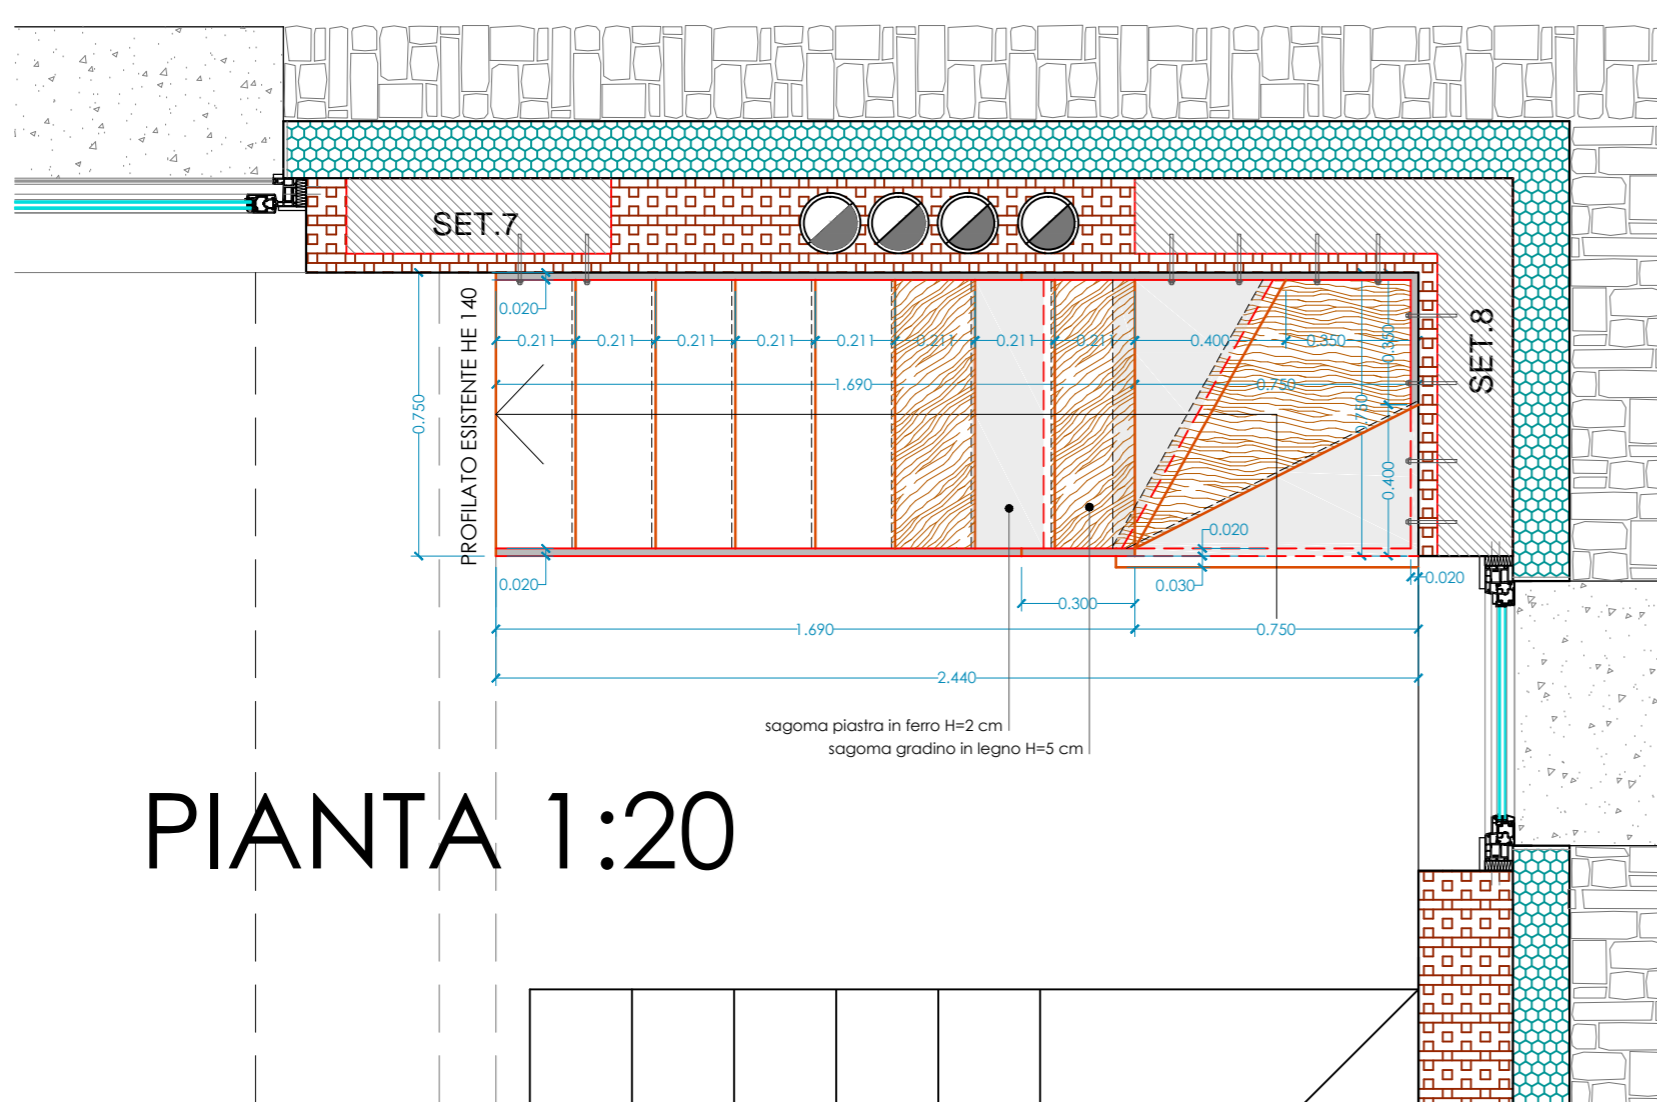 SET.7
PROFILATO ESISTENTE HE 140
SET.8
0.020
0.211 0.211 0.211 0.211 0.211 0.211 0.211 0.211 0.400 0.350
0.350
1.690 0.750
0.750
0.750
0.400
0.020
0.020
0.030
0.020
0.300
1.690 0.750
2.440
sagoma piastra in ferro H=2 cm
sagoma gradino in legno H=5 cm
PIANTA 1:20